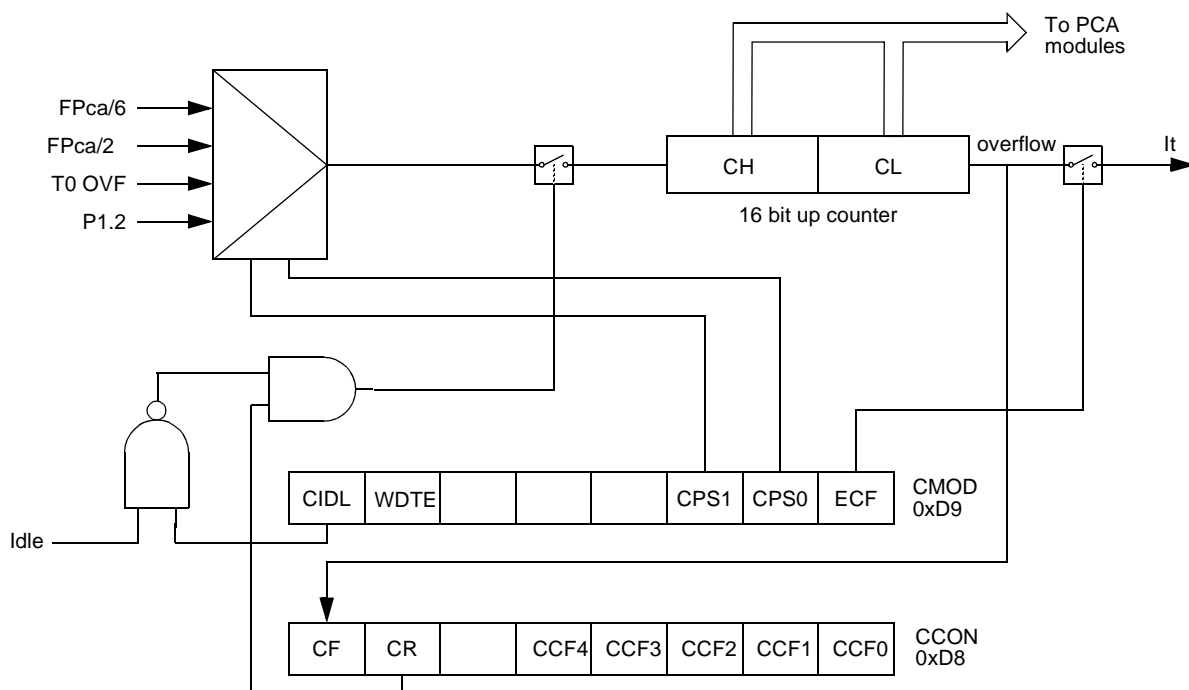 To PCA
modules
FPca/6
FPca/2
T0 OVF
P1.2
CH
CL
overflow
It
16 bit up counter
CIDL
WDTE
CPS1
CPS0
ECF
CMOD
0xD9
Idle
CF
CR
CCF4
CCF3
CCF2
CCF1
CCF0
CCON
0xD8